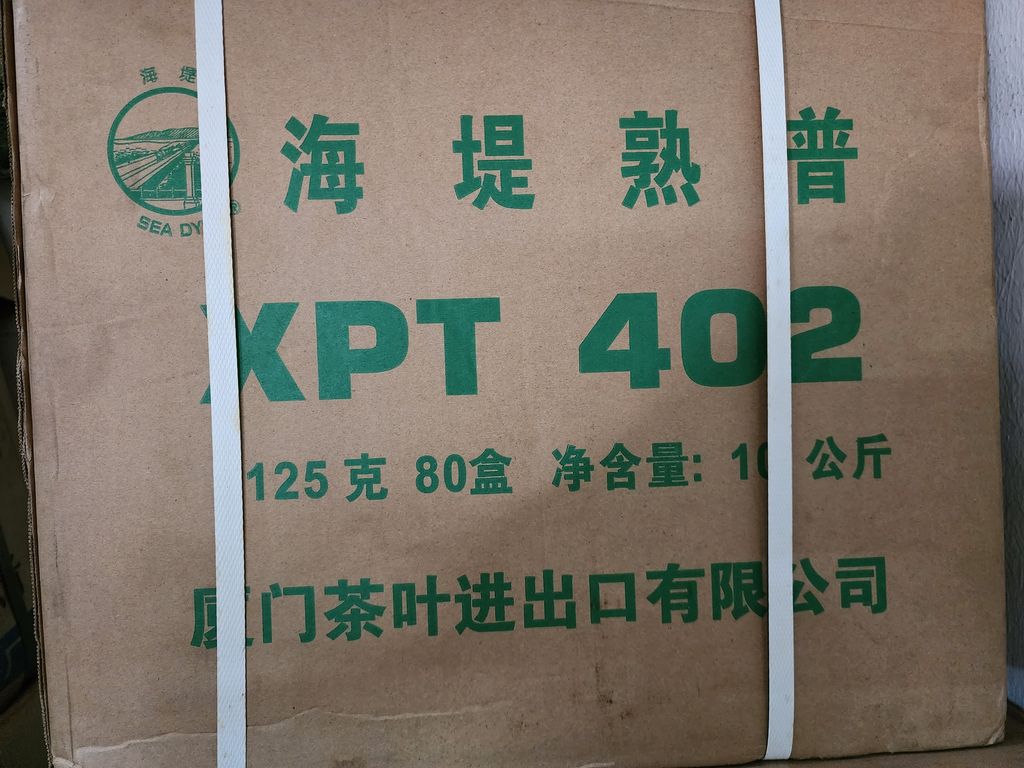 海堤
海堤熟普
SEA DY
XPT 402
125克 80盒 净含量: 10 公斤
厦门茶叶进出口有限公司